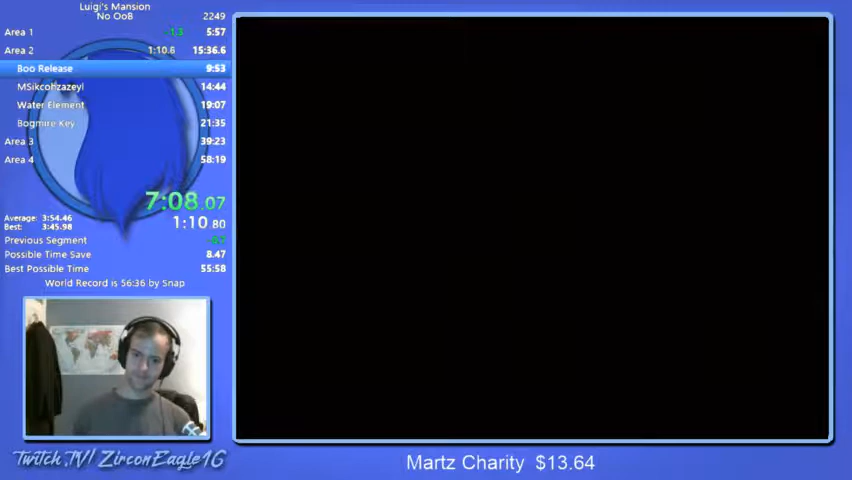 Luigi's Mansion
No OoB 2249
Area 1 -1.3 5:57
Area 2 1:10.6 15:36.6
Boo Release 9:53
MSikcohzazeyl 14:44
Water Element 19:07
Bogmire Key 21:35
Area 3 39:23
Area 4 58:19
7:08.07
Average: 3:54.46
Best: 3:45.98
1:10.80
Previous Segment
Possible Time Save 8.47
Best Possible Time 55:58
World Record is 56:36 by Snap
Twitch.TV/ZirconEagle16
Martz Charity $13.64